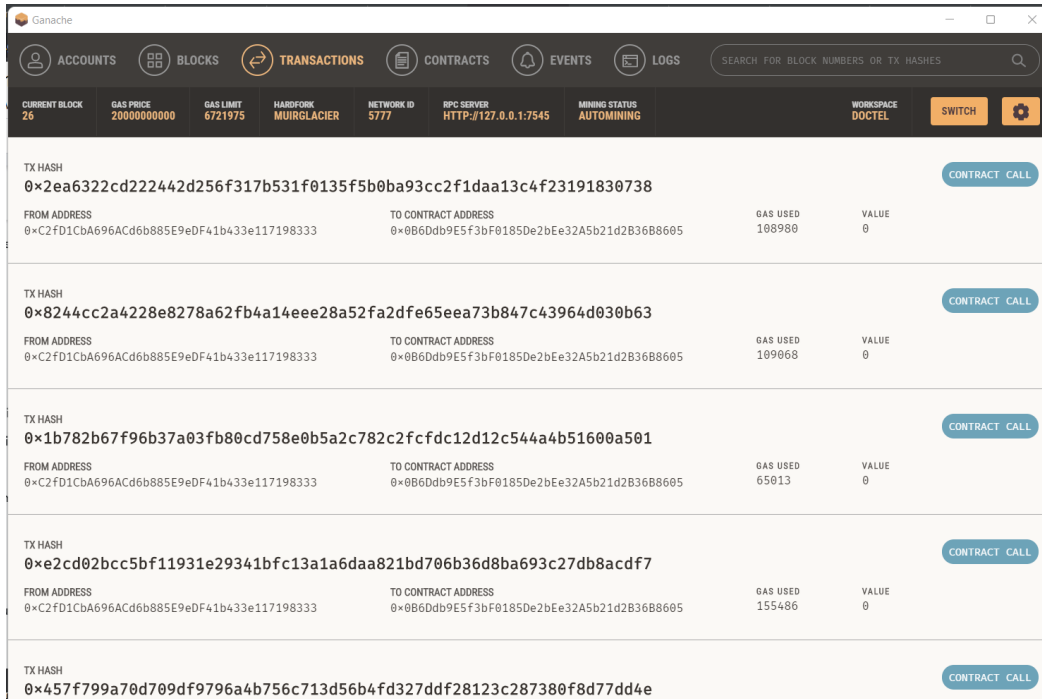 Ganache
ACCOUNTS BLOCKS TRANSACTIONS CONTRACTS EVENTS LOGS SEARCH FOR BLOCK NUMBERS OR TX HASHES
CURRENT BLOCK GAS PRICE GAS LIMIT HARDFORK NETWORK ID RPC SERVER MINING STATUS WORKSPACE
26 20000000000 6721975 MUIRGLACIER 5777 HTTP://127.0.0.1:7545 AUTOMINING DOCTEL SWITCH
TX HASH
0×2ea6322cd222442d256f317b531f0135f5b0ba93cc2f1daa13c4f23191830738 CONTRACT CALL
FROM ADDRESS TO CONTRACT ADDRESS GAS USED VALUE
0×C2fD1CbA696ACd6b885E9eDF41b433e117198333 0×0B6Ddb9E5f3bF0185De2bEe32A5b21d2B36B8605 108980 0
TX HASH
0×8244cc2a4228e8278a62fb4a14eee28a52fa2dfe65eea73b847c43964d030b63 CONTRACT CALL
FROM ADDRESS TO CONTRACT ADDRESS GAS USED VALUE
0×C2fD1CbA696ACd6b885E9eDF41b433e117198333 0×0B6Ddb9E5f3bF0185De2bEe32A5b21d2B36B8605 109068 0
TX HASH
0×1b782b67f96b37a03fb80cd758e0b5a2c782c2fcfdc12d12c544a4b51600a501 CONTRACT CALL
FROM ADDRESS TO CONTRACT ADDRESS GAS USED VALUE
0×C2fD1CbA696ACd6b885E9eDF41b433e117198333 0×0B6Ddb9E5f3bF0185De2bEe32A5b21d2B36B8605 65013 0
TX HASH
0×e2cd02bcc5bf11931e29341bfc13a1a6daa821bd706b36d8ba693c27db8acdf7 CONTRACT CALL
FROM ADDRESS TO CONTRACT ADDRESS GAS USED VALUE
0×C2fD1CbA696ACd6b885E9eDF41b433e117198333 0×0B6Ddb9E5f3bF0185De2bEe32A5b21d2B36B8605 155486 0
TX HASH
0×457f799a70d709df9796a4b756c713d56b4fd327ddf28123c287380f8d77dd4e CONTRACT CALL